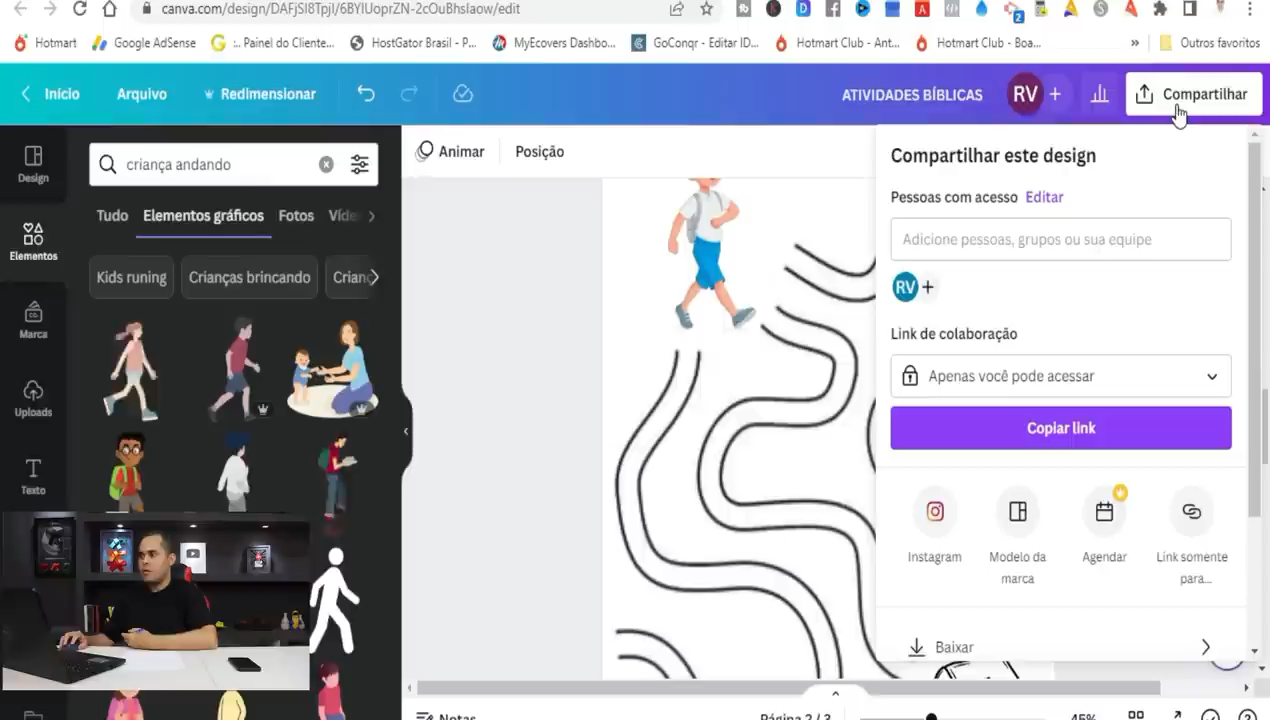 canva.com/design/DAFjSI8TpjI/6BYlUoprZN-2cOuBhslaow/edit
Hotmart
Google AdSense
:. Painel do Cliente...
HostGator Brasil - P...
MyEcovers Dashbo...
GoConqr - Editar ID...
Hotmart Club - Ant...
Hotmart Club - Boa...
»
Outros favoritos
Início
Arquivo
Redimensionar
ATIVIDADES BÍBLICAS
RV
+
Compartilhar
Design
Elementos
Marca
Uploads
Texto
criança andando
Tudo
Elementos gráficos
Fotos
Víde
Kids runing
Crianças brincando
Crianç
Animar
Posição
Compartilhar este design
Pessoas com acesso Editar
Adicione pessoas, grupos ou sua equipe
RV +
Link de colaboração
Apenas você pode acessar
Copiar link
Instagram
Modelo da
marca
Agendar
Link somente
para...
Baixar
Notas
Página 2 / 3
45%